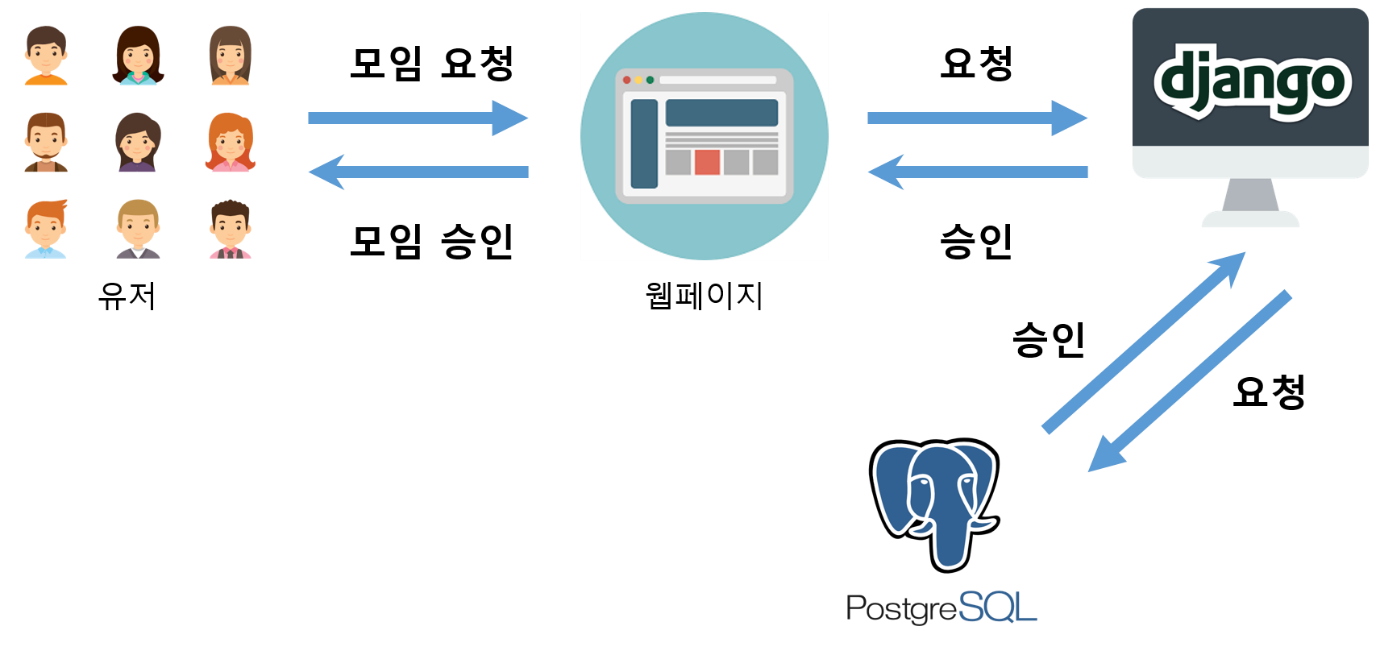 모임 요청
요청
django
모임 승인
승인
유저
웹페이지
승인
요청
PostgreSQL